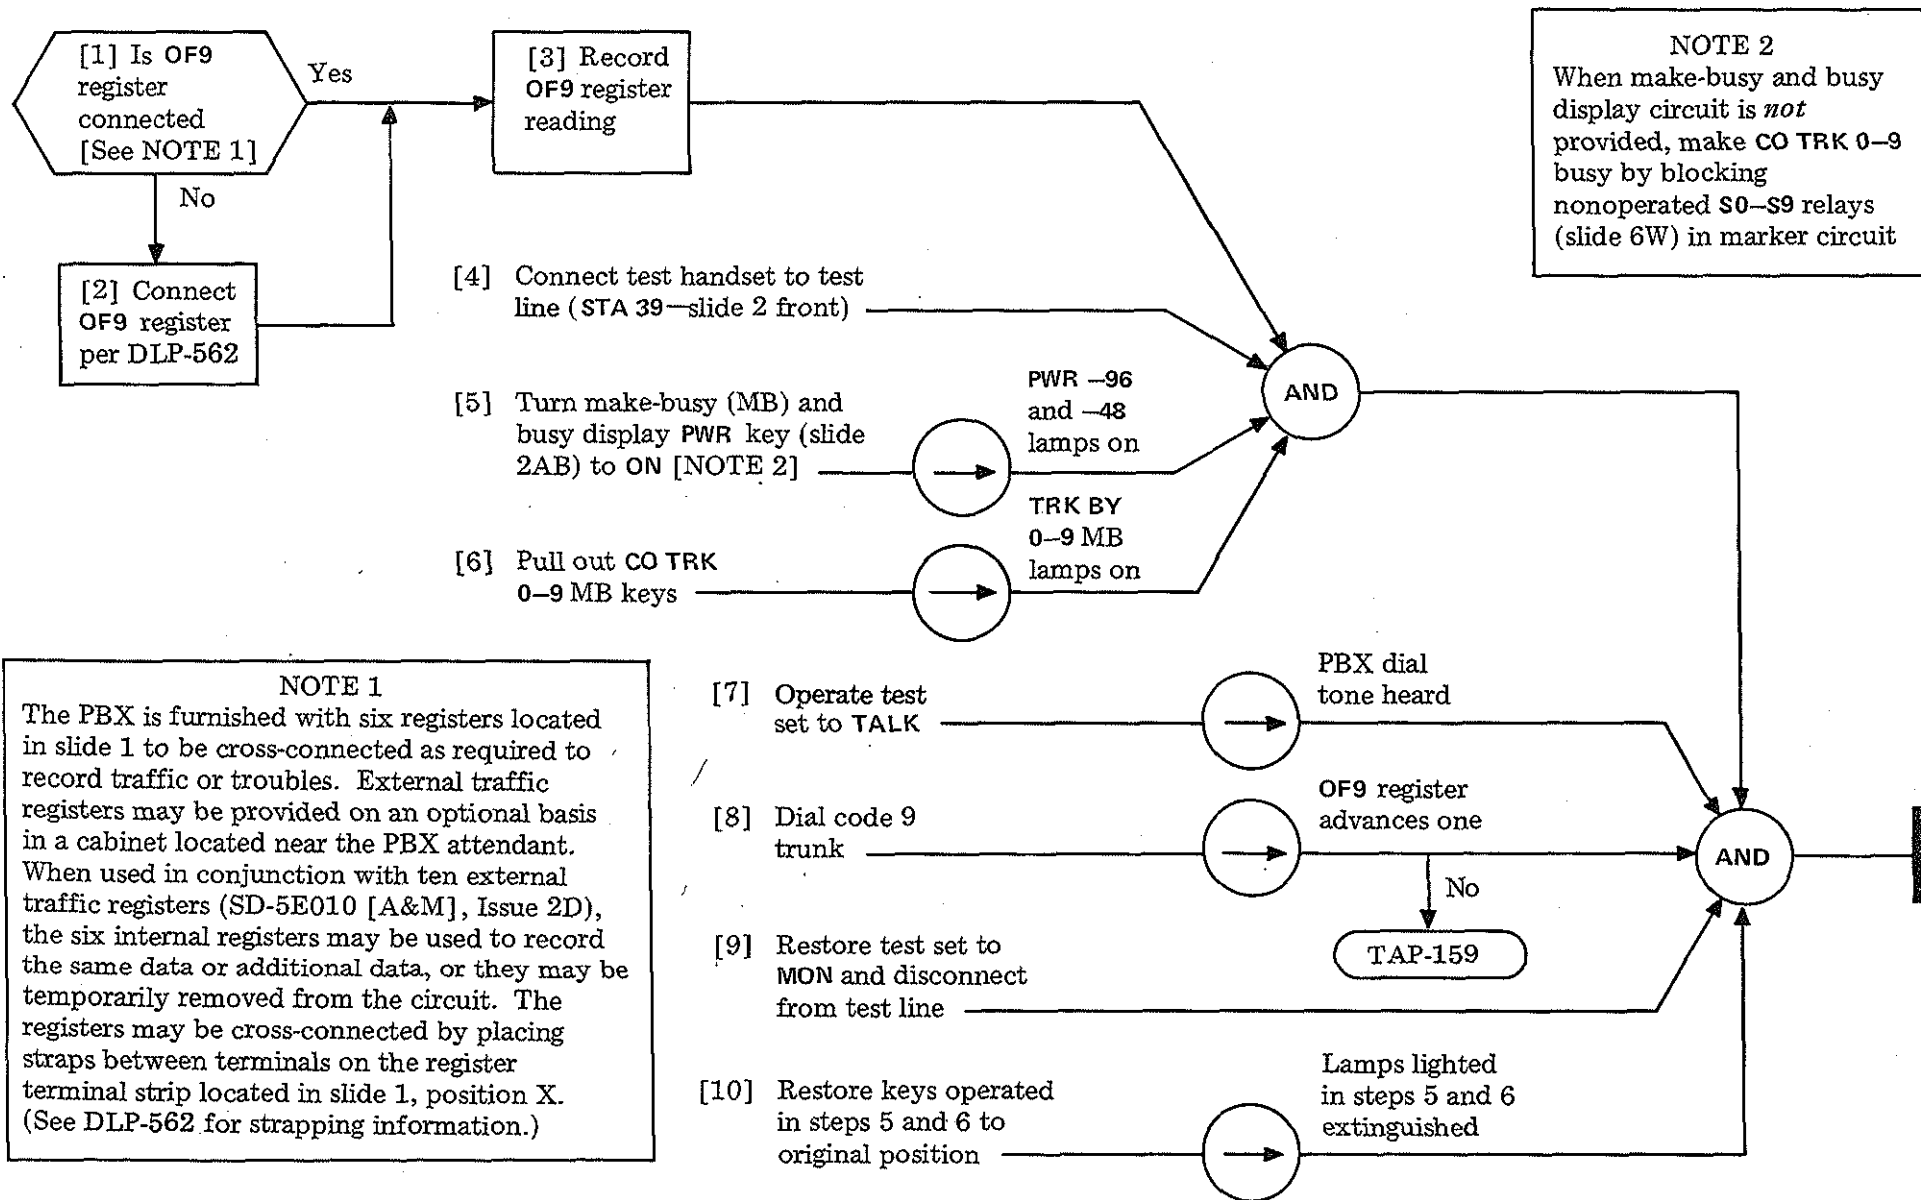 [1] Is OF9
register
connected
[See NOTE 1]
Yes
No
[2] Connect
OF9 register
per DLP-562
[3] Record
OF9 register
reading
NOTE 2
When make-busy and busy
display circuit is not
provided, make CO TRK 0–9
busy by blocking
nonoperated S0–S9 relays
(slide 6W) in marker circuit
[4] Connect test handset to test
line (STA 39—slide 2 front)
[5] Turn make-busy (MB) and
busy display PWR key (slide
2AB) to ON [NOTE 2]
PWR –96
and –48
lamps on
[6] Pull out CO TRK
0–9 MB keys
TRK BY
0–9 MB
lamps on
AND
NOTE 1
The PBX is furnished with six registers located
in slide 1 to be cross-connected as required to
record traffic or troubles. External traffic
registers may be provided on an optional basis
in a cabinet located near the PBX attendant.
When used in conjunction with ten external
traffic registers (SD-5E010 [A&M], Issue 2D),
the six internal registers may be used to record
the same data or additional data, or they may be
temporarily removed from the circuit. The
registers may be cross-connected by placing
straps between terminals on the register
terminal strip located in slide 1, position X.
(See DLP-562 for strapping information.)
[7] Operate test
set to TALK
PBX dial
tone heard
[8] Dial code 9
trunk
OF9 register
advances one
No
TAP-159
AND
[9] Restore test set to
MON and disconnect
from test line
[10] Restore keys operated
in steps 5 and 6 to
original position
Lamps lighted
in steps 5 and 6
extinguished